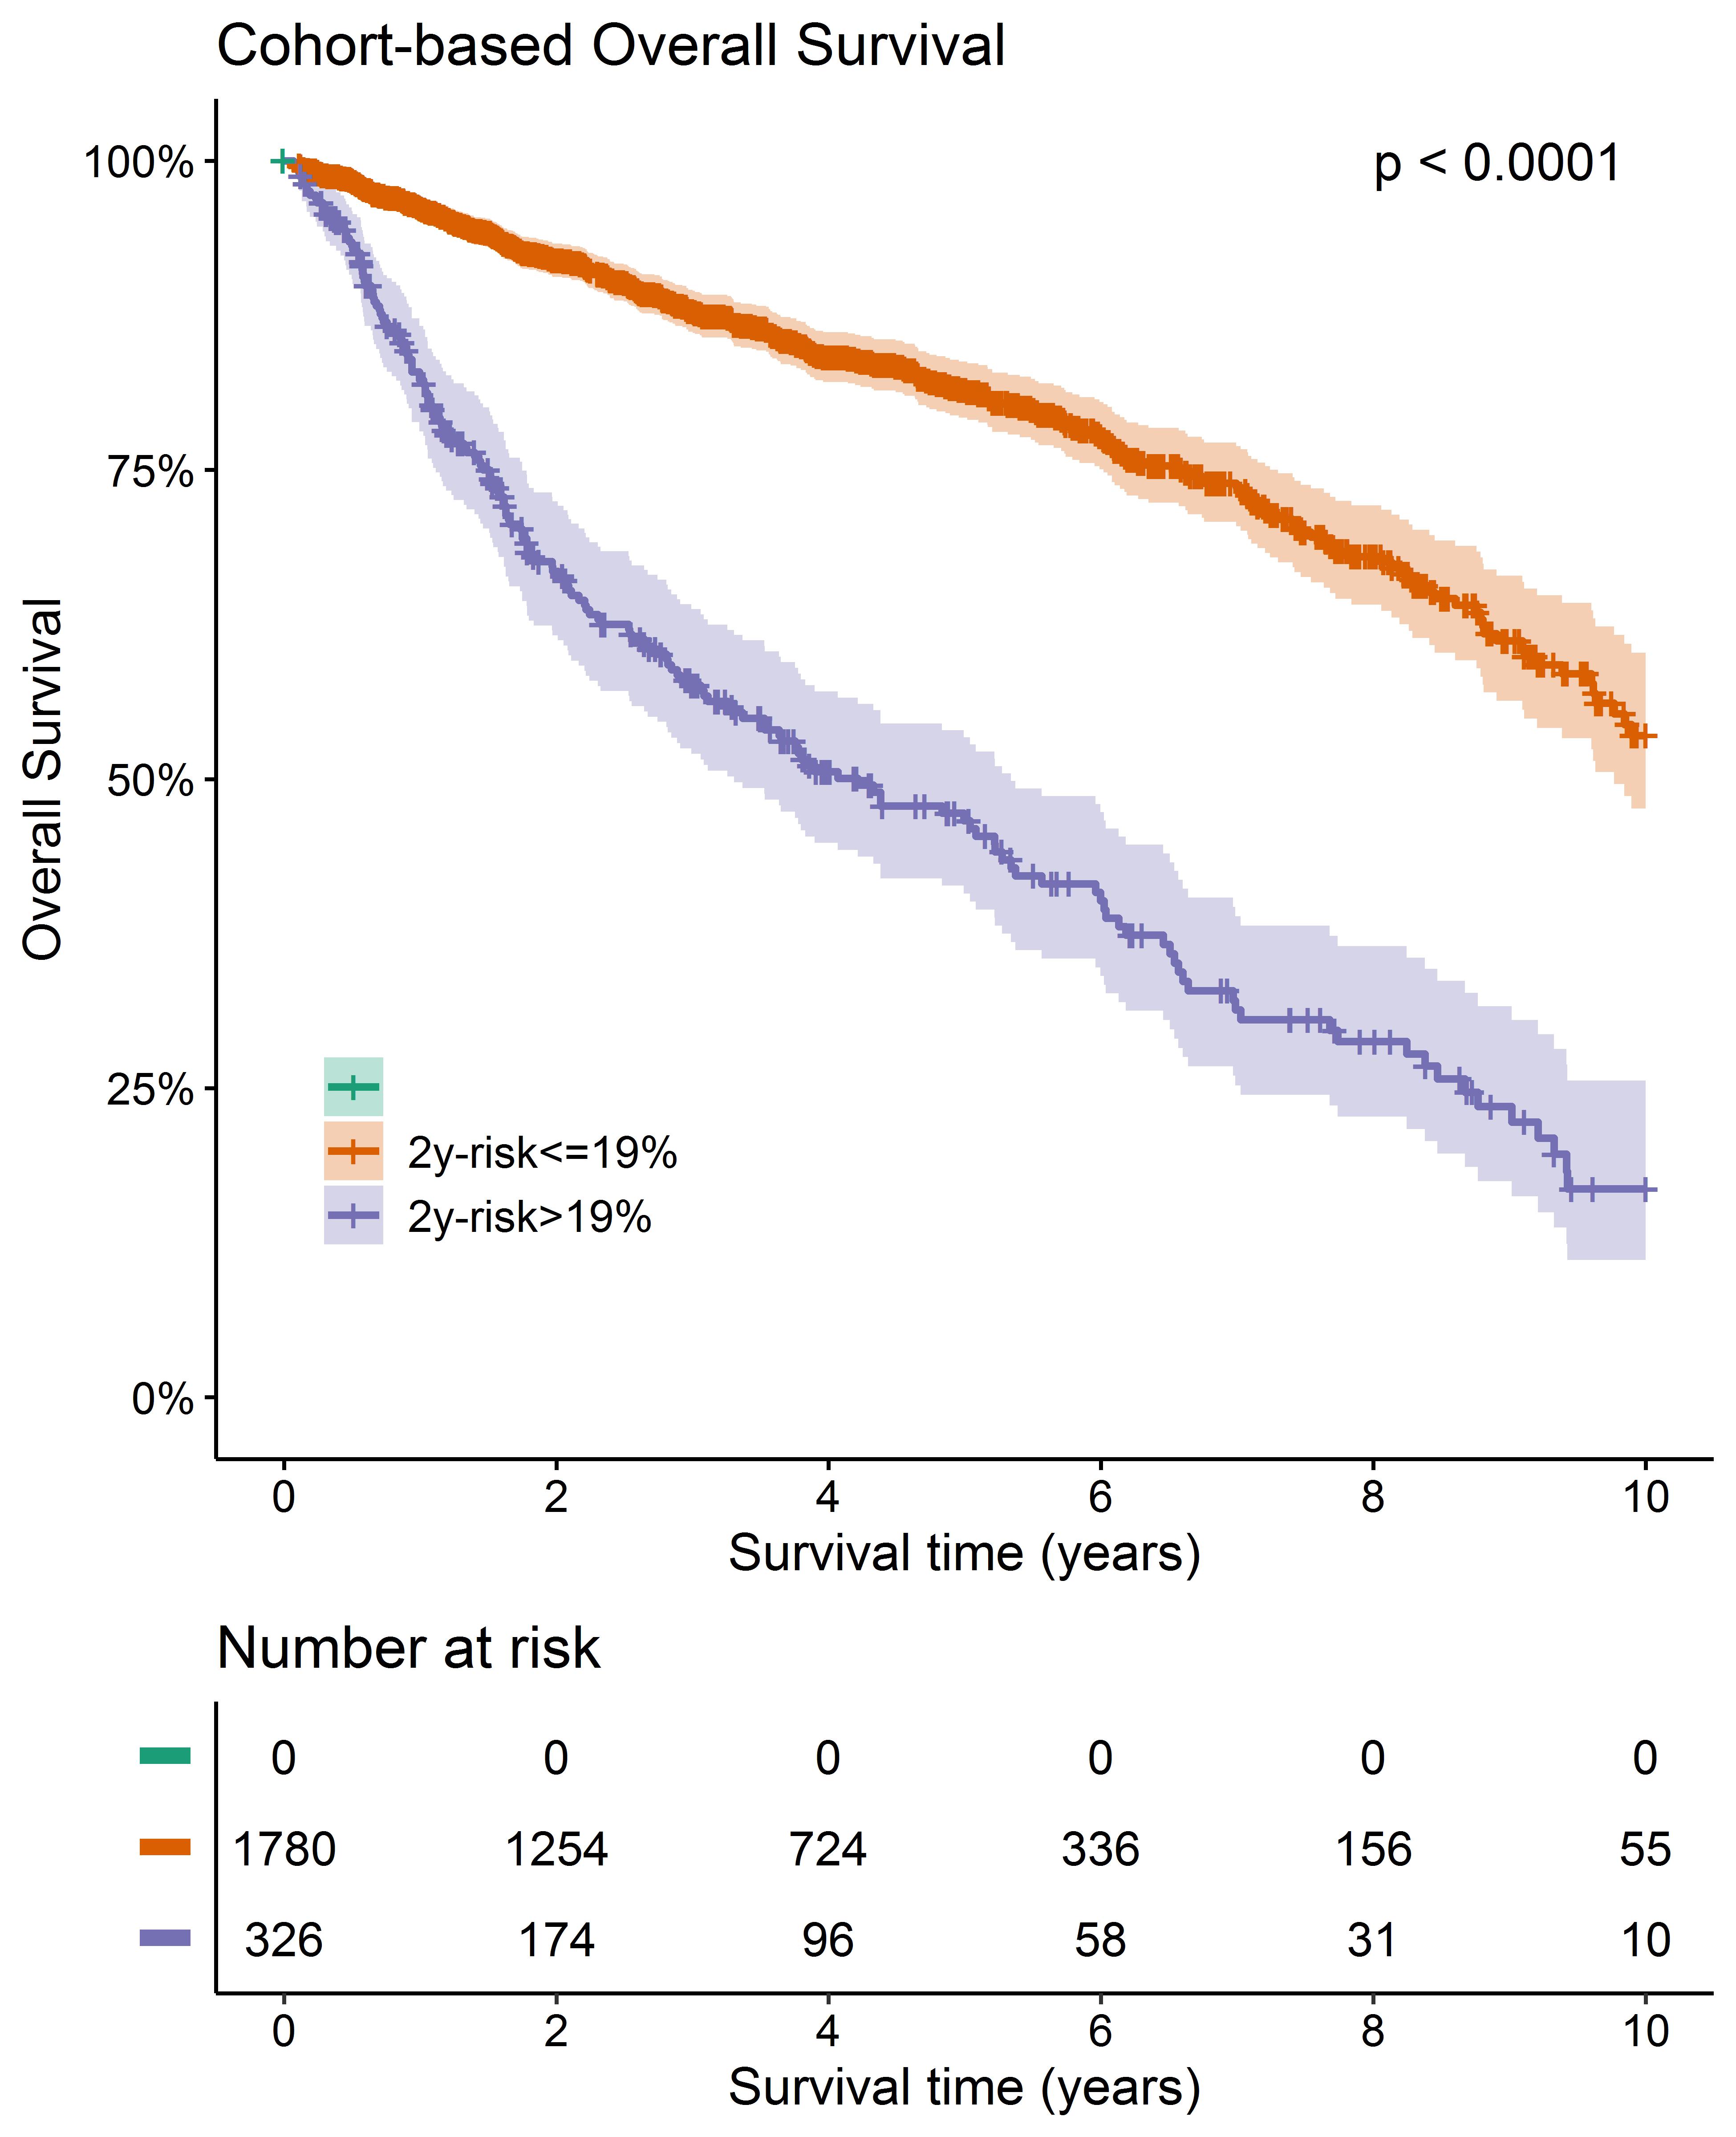 Cohort-based Overall Survival
p < 0.0001
100%
75%
50%
25%
0%
Overall Survival
2y-risk<=19%
2y-risk>19%
0 2 4 6 8 10
Survival time (years)
Number at risk
0 0 0 0 0 0
1780 1254 724 336 156 55
326 174 96 58 31 10
0 2 4 6 8 10
Survival time (years)